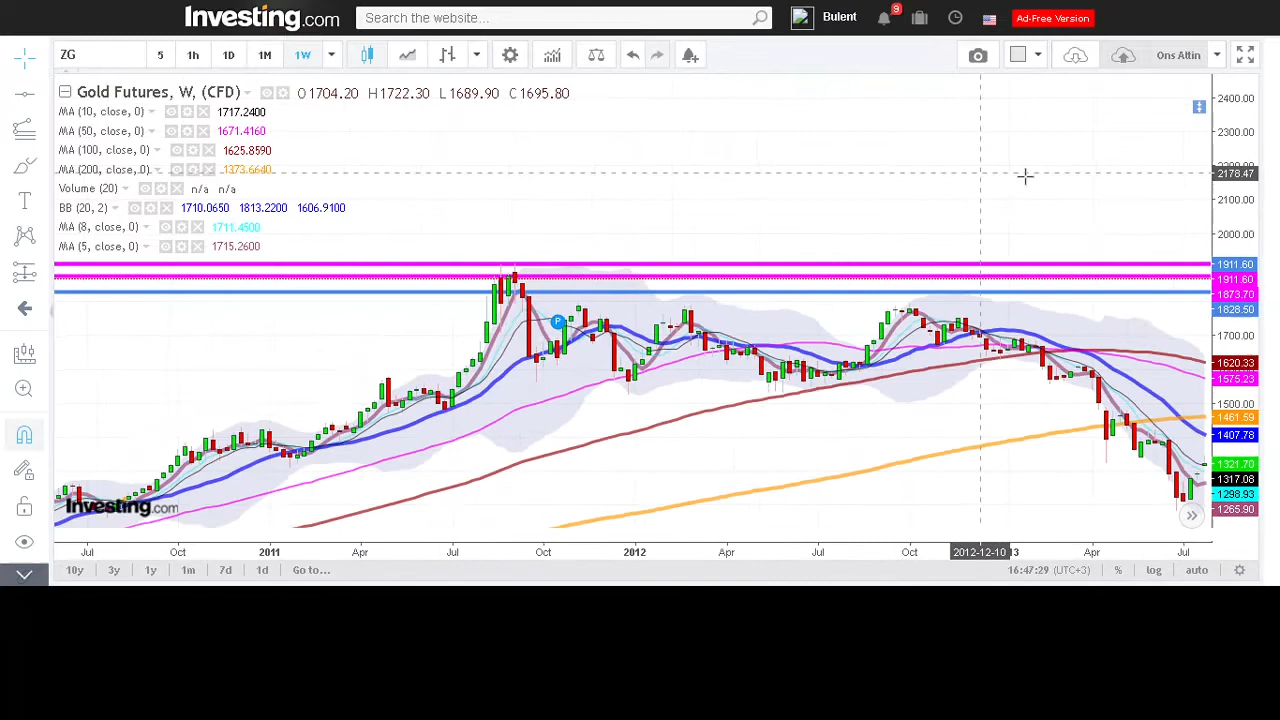 Investing.com
Search the website...
Bulent
9
Ad-Free Version
ZG
5 1h 1D 1M 1W
Ons Altin
Gold Futures, W, (CFD) O1704.20 H1722.30 L1689.90 C1695.80
MA (10, close, 0) 1717.2400
MA (50, close, 0) 1671.4160
MA (100, close, 0) 1625.8590
MA (200, close, 0) 1373.6640
Volume (20) n/a n/a
BB (20, 2) 1710.0650 1813.2200 1606.9100
MA (8, close, 0) 1711.4500
MA (5, close, 0) 1715.2600
2400.00
2300.00
2200.00
2178.47
2100.00
2000.00
1911.60
1911.60
1873.70
1828.50
1700.00
1620.33
1575.23
1500.00
1461.59
1407.78
1321.70
1317.08
1298.93
1265.90
P
Investing.com
Jul Oct 2011 Apr Jul Oct 2012 Apr Jul Oct 2012-12-10 13 Apr Jul
10y 3y 1y 1m 7d 1d Go to...
16:47:29 (UTC+3) % log auto